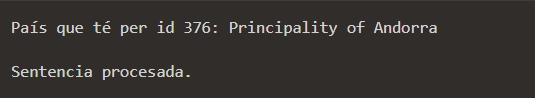 País que té per id 376: Principality of Andorra
Sentencia procesada.